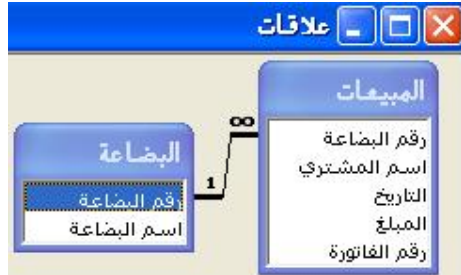 علاقات
المبيعات
رقم البضاعة
اسم المشتري
التاريخ
المبلغ
رقم الفاتورة
∞
1
البضاعة
رقم البضاعة
اسم البضاعة